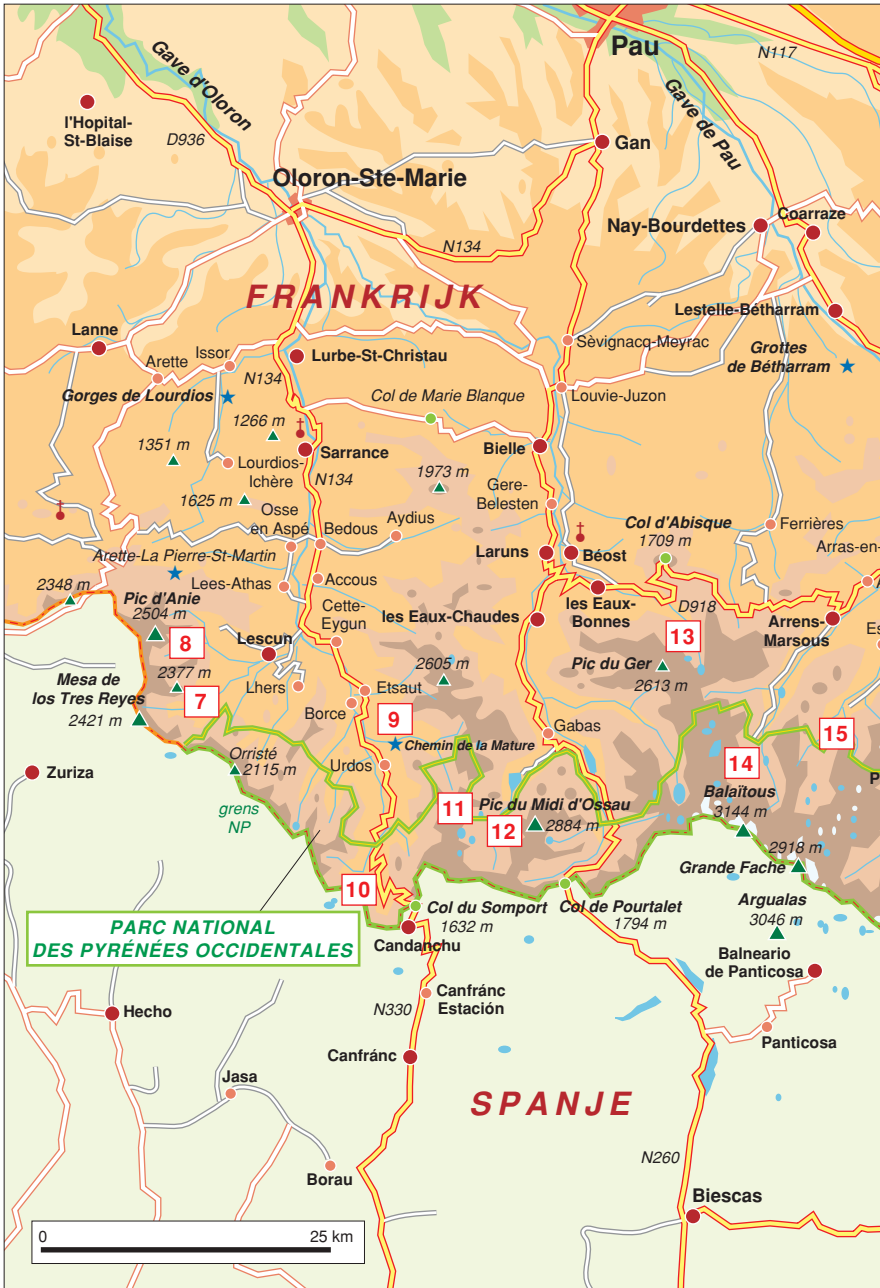 Pau
N117
Gave d'Oloron
Gave de Pau
l'Hopital-
St-Blaise
D936
Gan
Oloron-Ste-Marie
Nay-Bourdettes
Coarraze
N134
FRANKRIJK
Lestelle-Bétharram
Lanne
Issor
Lurbe-St-Christau
Sèvignacq-Meyrac
Grottes
de Bétharram
Arette
N134
Gorges de Lourdios
Col de Marie Blanque
Louvie-Juzon
1266 m
1351 m
Sarrance
Bielle
Lourdios-
Ichère
1973 m
N134
Gere-
Belesten
1625 m
Osse
en Aspé
Bedous
Aydius
Col d'Abisque
1709 m
Ferrières
Arette-La Pierre-St-Martin
Laruns
Béost
Arras-en-
2348 m
Lees-Athas
Accous
Pic d'Anie
2504 m
Cette-
Eygun
les Eaux-Chaudes
les Eaux-
Bonnes
D918
Arrens-
Marsous
A
Es
8
Lescun
13
Mesa de
los Tres Reyes
2421 m
2377 m
7
2605 m
Pic du Ger
2613 m
Lhers
Etsaut
Borce
9
Chemin de la Mature
Gabas
15
Orristé
2115 m
Urdos
14
Zuriza
P
grens
NP
11
12
Pic du Midi d'Ossau
2884 m
Balaïtous
3144 m
2918 m
Grande Fache
10
PARC NATIONAL
DES PYRÉNÉES OCCIDENTALES
Col du Somport
1632 m
Col de Pourtalet
1794 m
Argualas
3046 m
Candanchu
Balneario
de Panticosa
Hecho
N330
Canfránc
Estación
Panticosa
Canfránc
Jasa
SPANJE
Borau
N260
Biescas
0
25 km